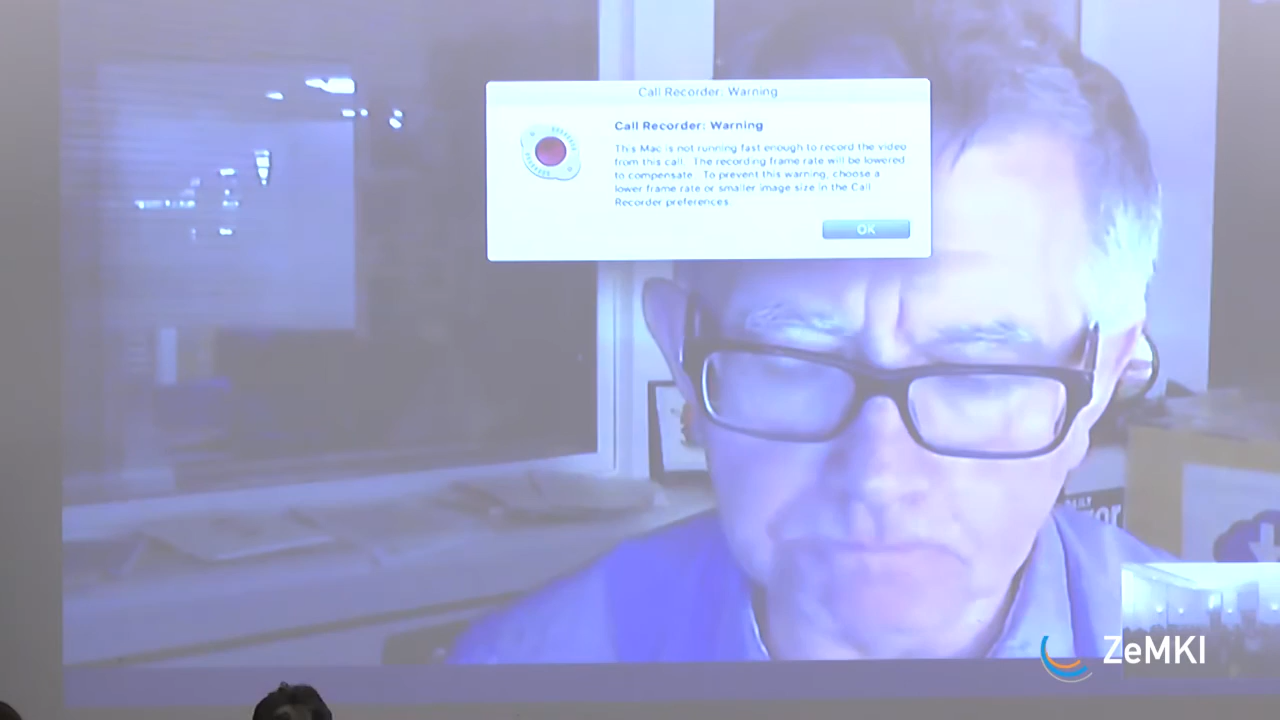 Call Recorder: Warning
Call Recorder: Warning
This Mac is not running fast enough to record the video
from this call. The recording frame rate will be lowered
to compensate. To prevent this warning, choose a
lower frame rate or smaller image size in the Call
Recorder preferences.
OK
ZeMKI